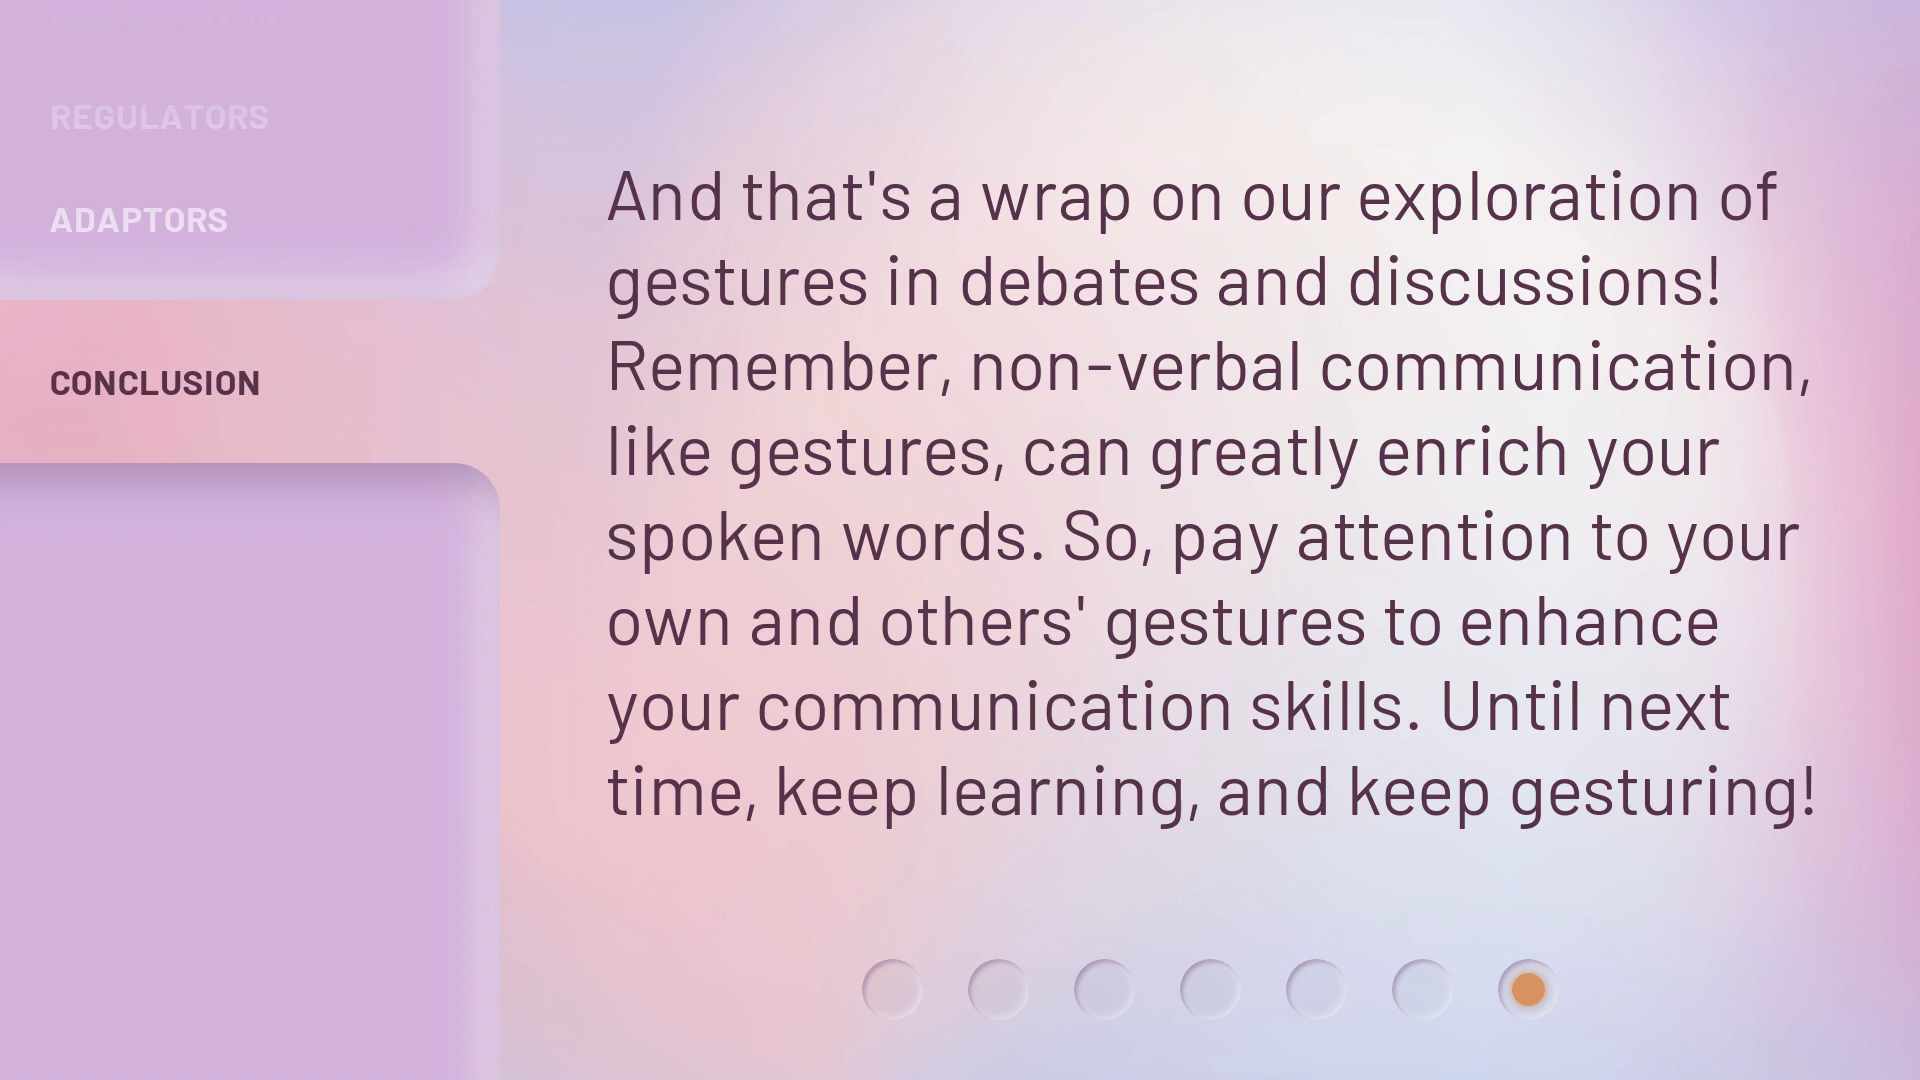 ILLUSTRATORS
REGULATORS
ADAPTORS
CONCLUSION
And that's a wrap on our exploration of
gestures in debates and discussions!
Remember, non-verbal communication,
like gestures, can greatly enrich your
spoken words. So, pay attention to your
own and others' gestures to enhance
your communication skills. Until next
time, keep learning, and keep gesturing!